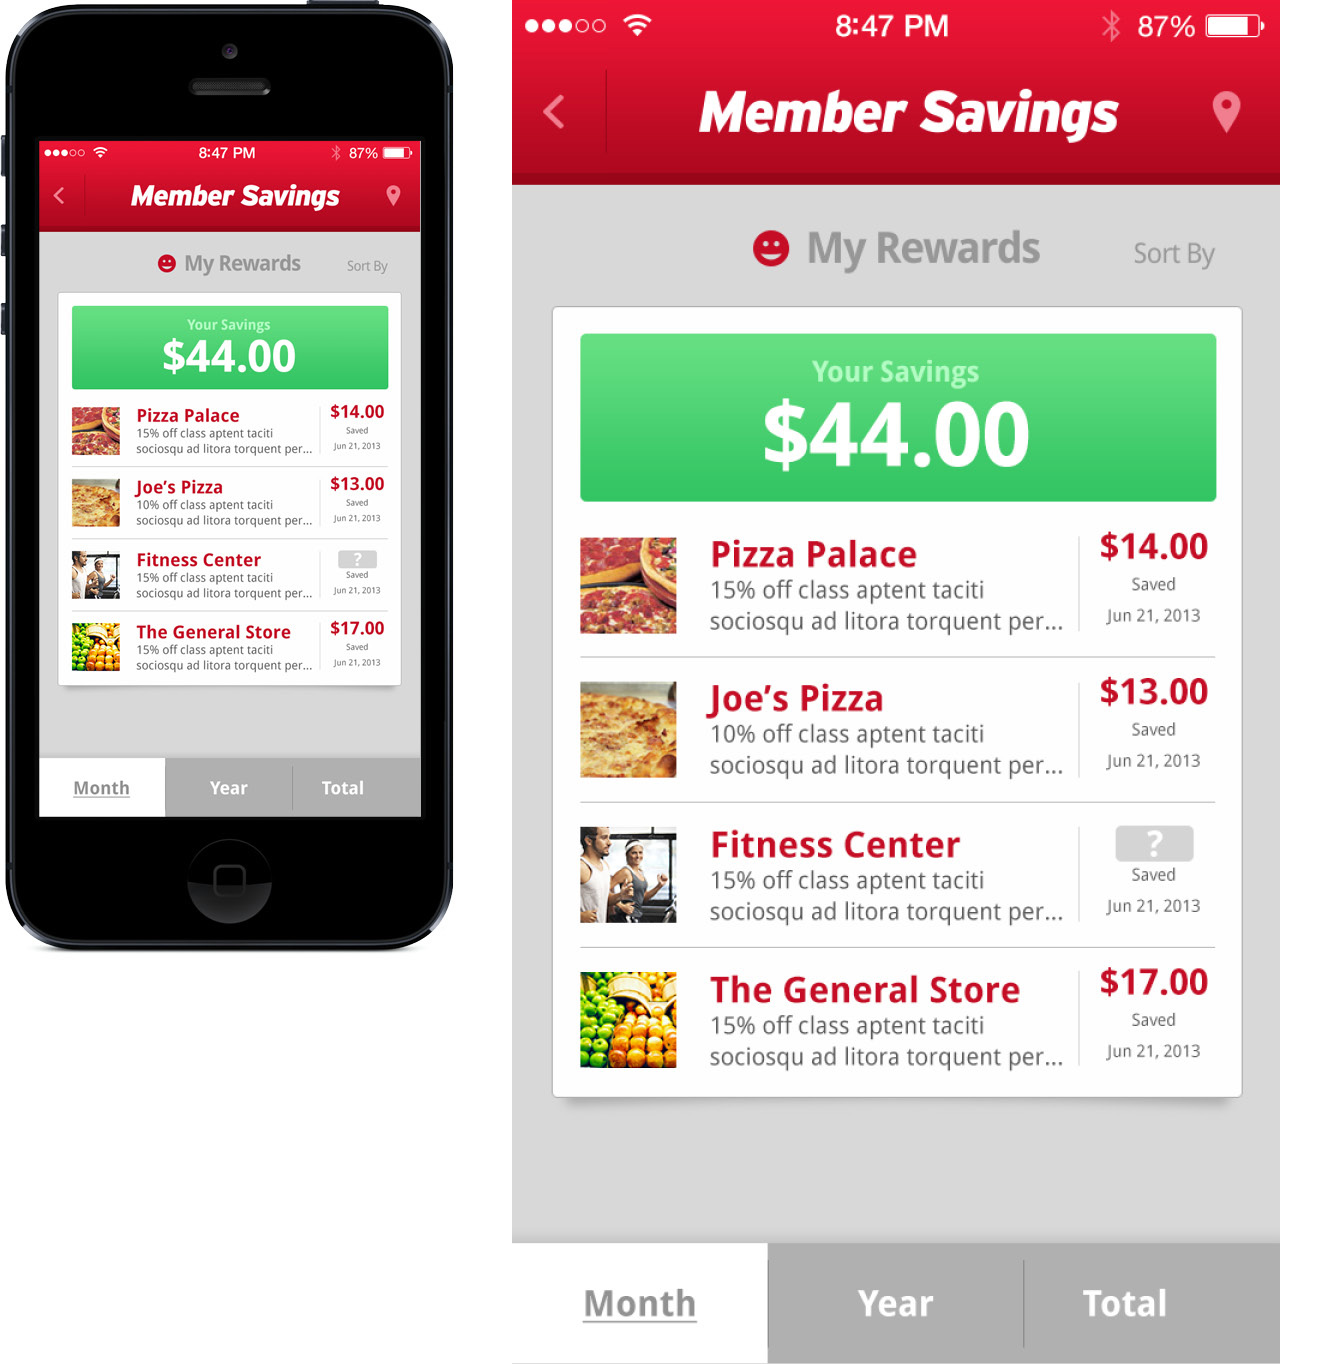 8:47 PM
87%
Member Savings
My Rewards
Sort By
Your Savings
$44.00
Pizza Palace
15% off class aptent taciti
sociosqu ad litora torquent per...
$14.00
Saved
Jun 21, 2013
Joe's Pizza
10% off class aptent taciti
sociosqu ad litora torquent per...
$13.00
Saved
Jun 21, 2013
Fitness Center
15% off class aptent taciti
sociosqu ad litora torquent per...
?
Saved
Jun 21, 2013
The General Store
15% off class aptent taciti
sociosqu ad litora torquent per...
$17.00
Saved
Jun 21, 2013
Month
Year
Total
8:47 PM
87%
Member Savings
My Rewards
Sort By
Your Savings
$44.00
Pizza Palace
15% off class aptent taciti
sociosqu ad litora torquent per...
$14.00
Saved
Jun 21, 2013
Joe’s Pizza
10% off class aptent taciti
sociosqu ad litora torquent per...
$13.00
Saved
Jun 21, 2013
Fitness Center
15% off class aptent taciti
sociosqu ad litora torquent per...
?
Saved
Jun 21, 2013
The General Store
15% off class aptent taciti
sociosqu ad litora torquent per...
$17.00
Saved
Jun 21, 2013
Month
Year
Total